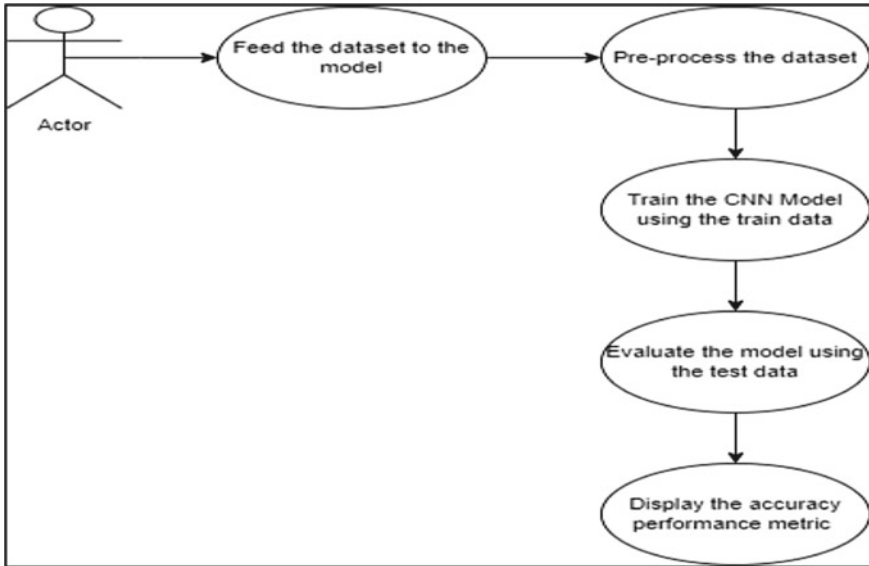 Feed the dataset to the
model
Pre-process the dataset
Actor
Train the CNN Model
using the train data
Evaluate the model using
the test data
Display the accuracy
performance metric